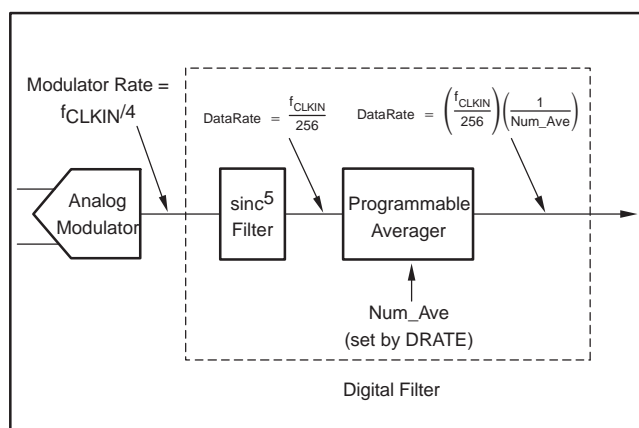 Modulator Rate =
fCLKIN/4
DataRate = fCLKIN/256
DataRate = (fCLKIN/256)(1/Num_Ave)
Analog
Modulator
sinc5
Filter
Programmable
Averager
Num_Ave
(set by DRATE)
Digital Filter